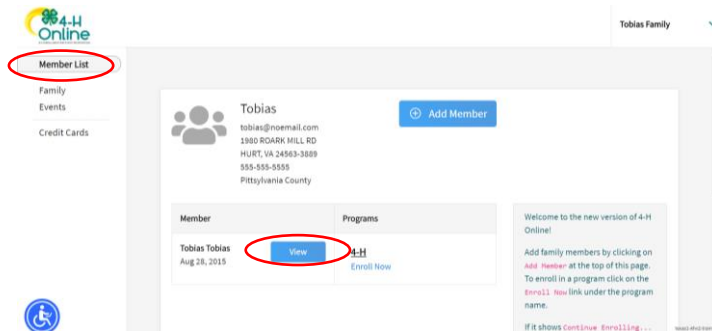 4-H
Online
Tobias Family
Member List
Family
Events
Credit Cards
Tobias
tobias@noemail.com
1980 ROARK MILL RD
HURT, VA 24563-3889
555-555-5555
Pittsylvania County
Add Member
Member
Programs
Tobias Tobias
Aug 28, 2015
View
4-H
Enroll Now
Welcome to the new version of 4-H
Online!
Add family members by clicking on
Add Member at the top of this page.
To enroll in a program click on the
Enroll Now link under the program
name.
If it shows Continue Enrolling...